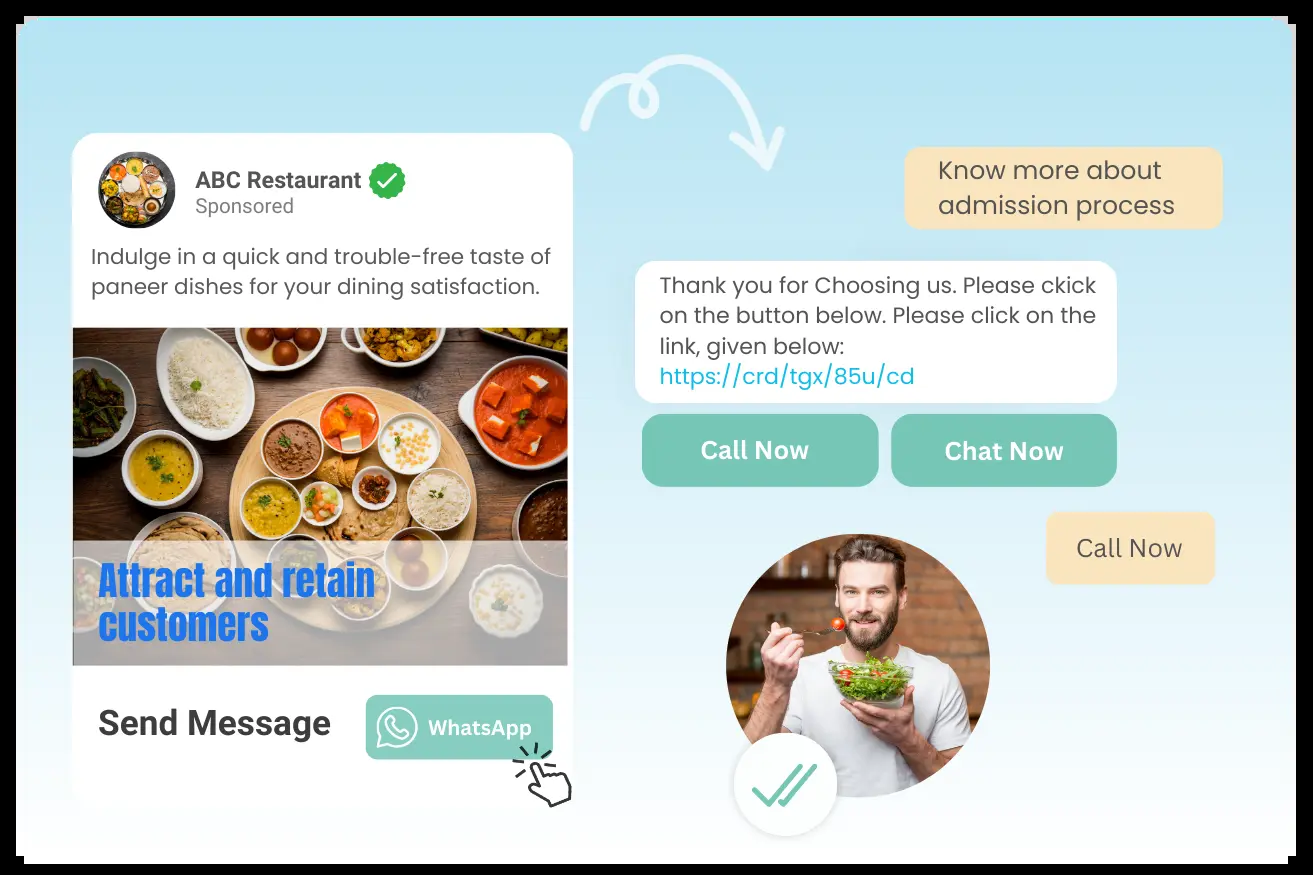 ABC Restaurant
Sponsored
Indulge in a quick and trouble-free taste of
paneer dishes for your dining satisfaction.
Attract and retain
customers
Send Message
WhatsApp
Know more about
admission process
Thank you for Choosing us. Please ckick
on the button below. Please click on the
link, given below:
https://crd/tgx/85u/cd
Call Now
Chat Now
Call Now